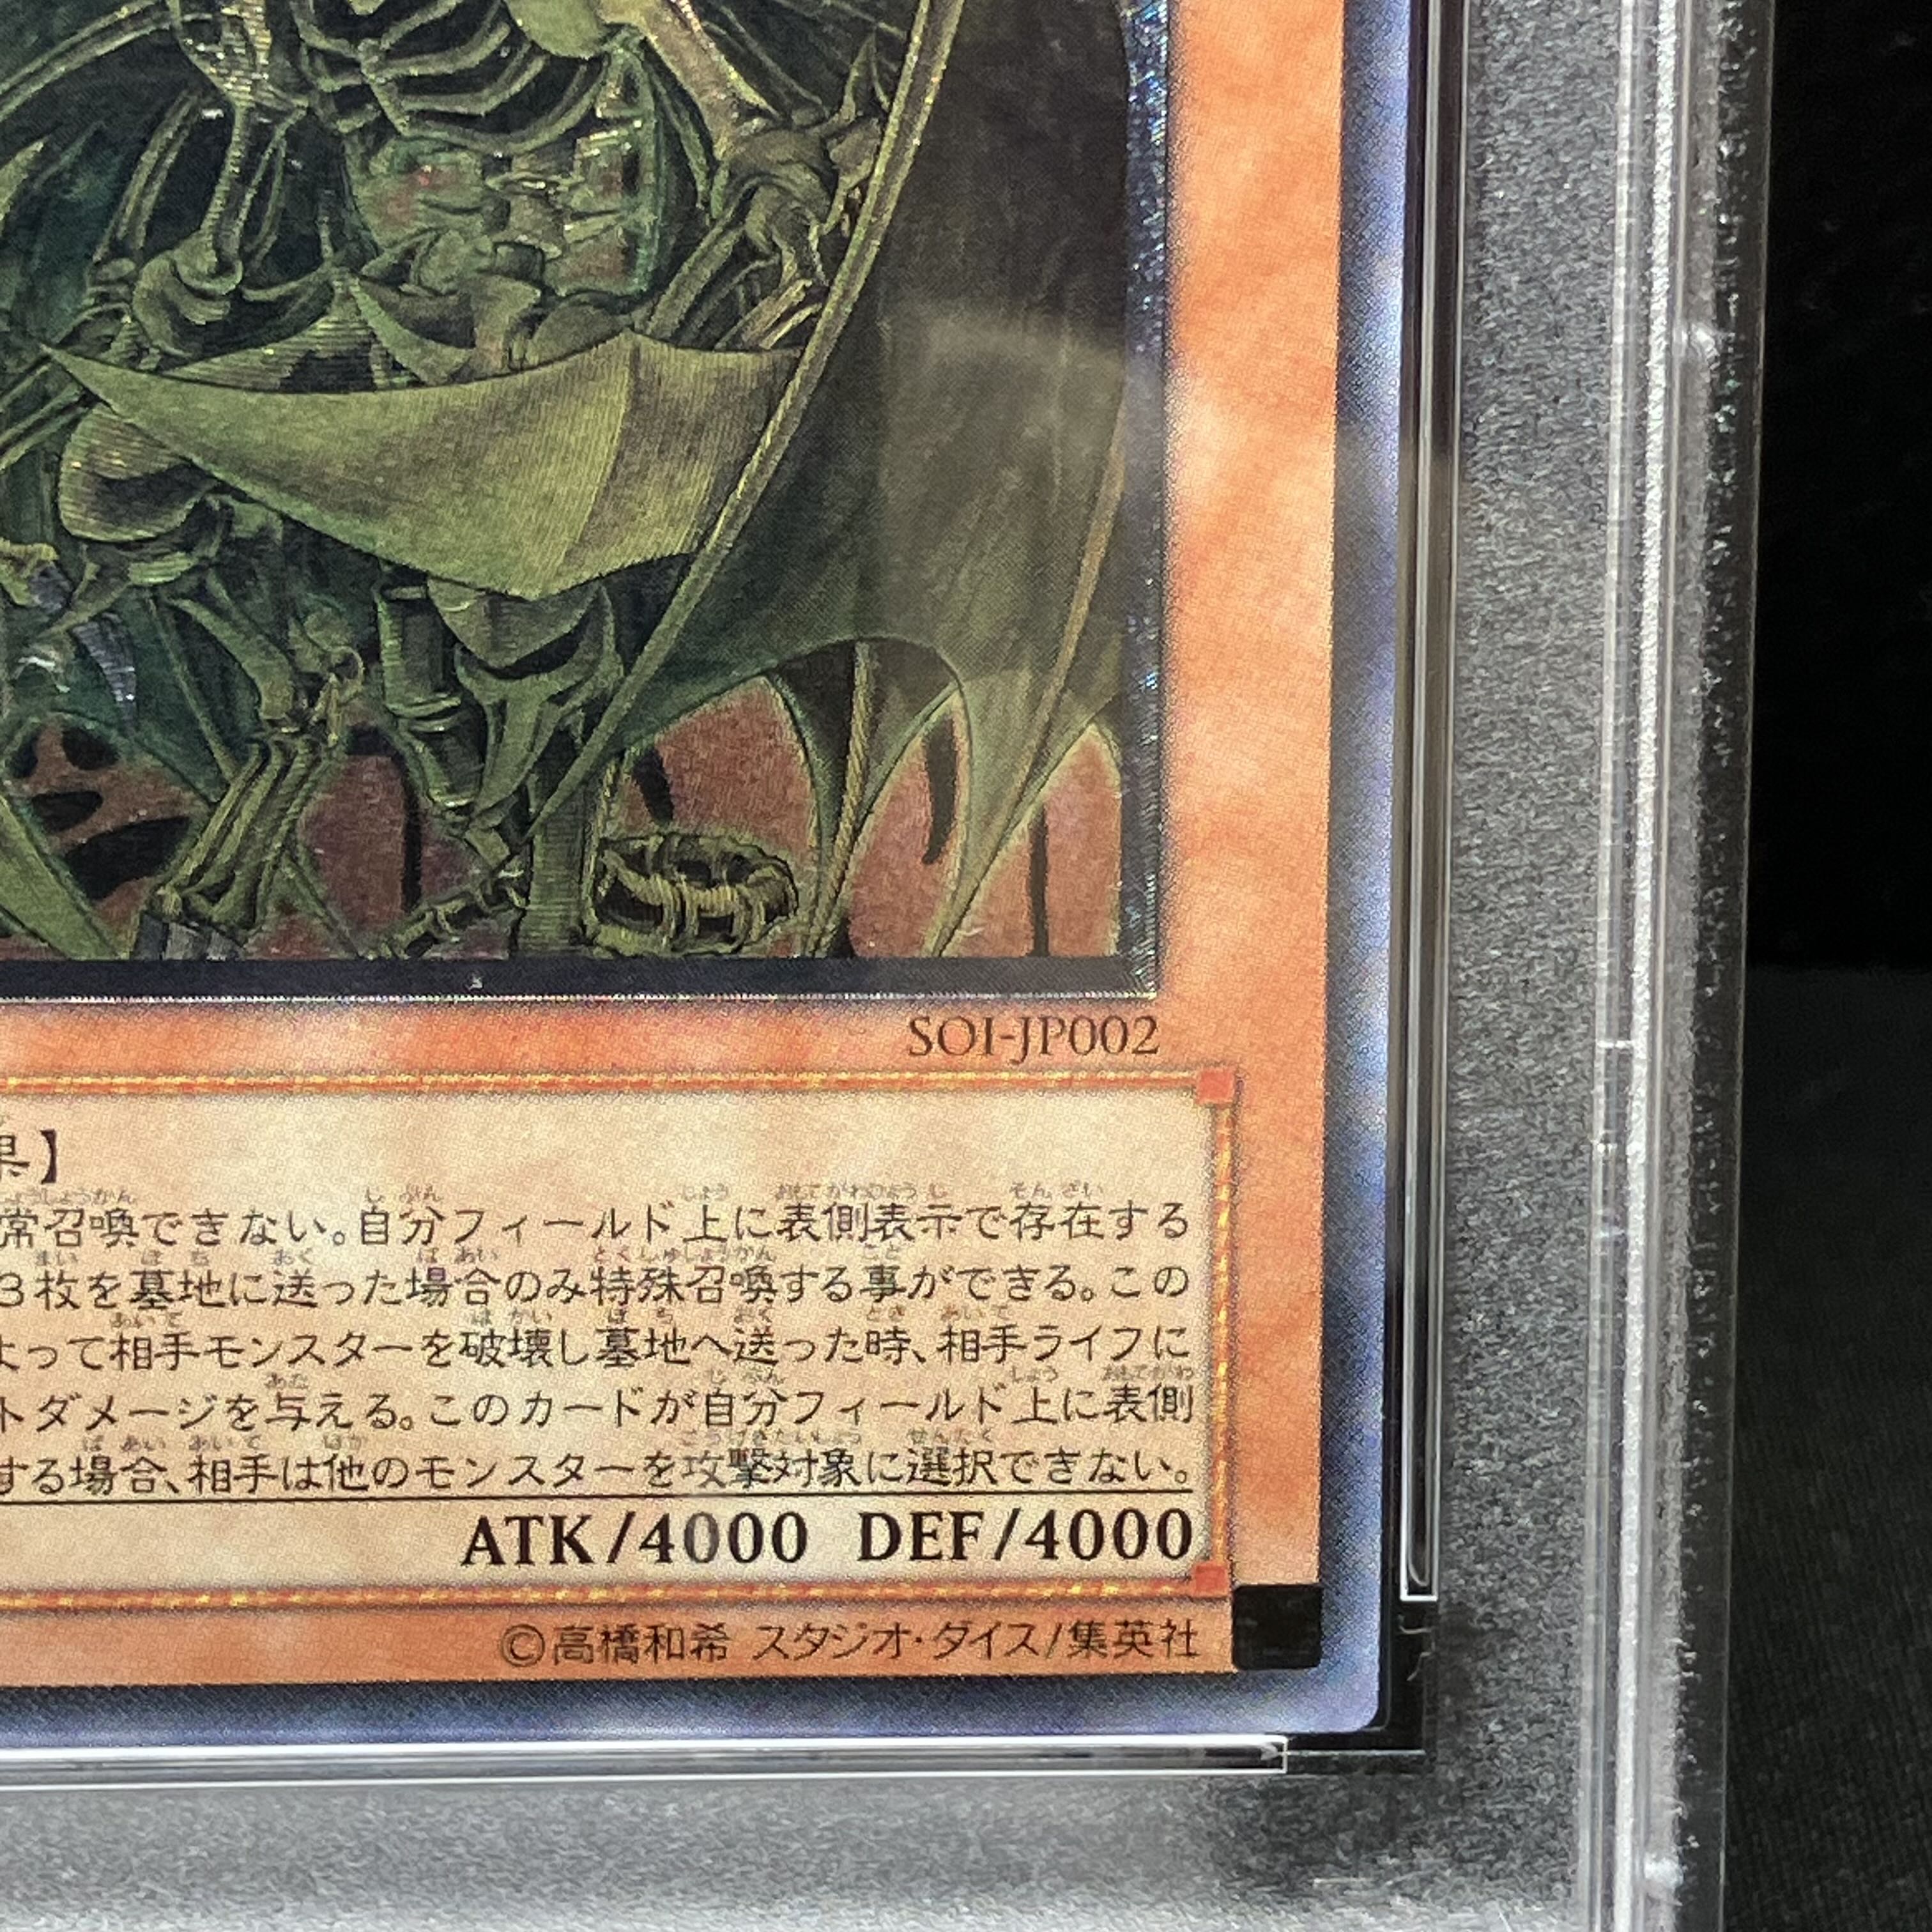 SOI-JP002
果】
常召喚できない。自分フィールド上に表側表示で存在する
3枚を墓地に送った場合のみ特殊召喚する事ができる。この
よって相手モンスターを破壊し墓地へ送った時、相手ライフに
トダメージを与える。このカードが自分フィールド上に表側
する場合、相手は他のモンスターを攻撃対象に選択できない。
ATK/4000 DEF/4000
©高橋和希 スタジオ・ダイス/集英社